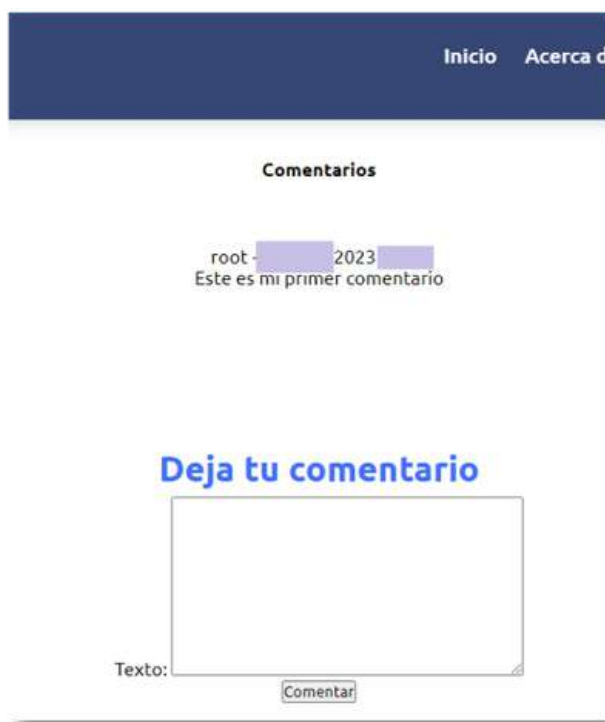 Inicio Acerca d
Comentarios
root - 2023
Este es mi primer comentario
Deja tu comentario
Texto:
Comentar